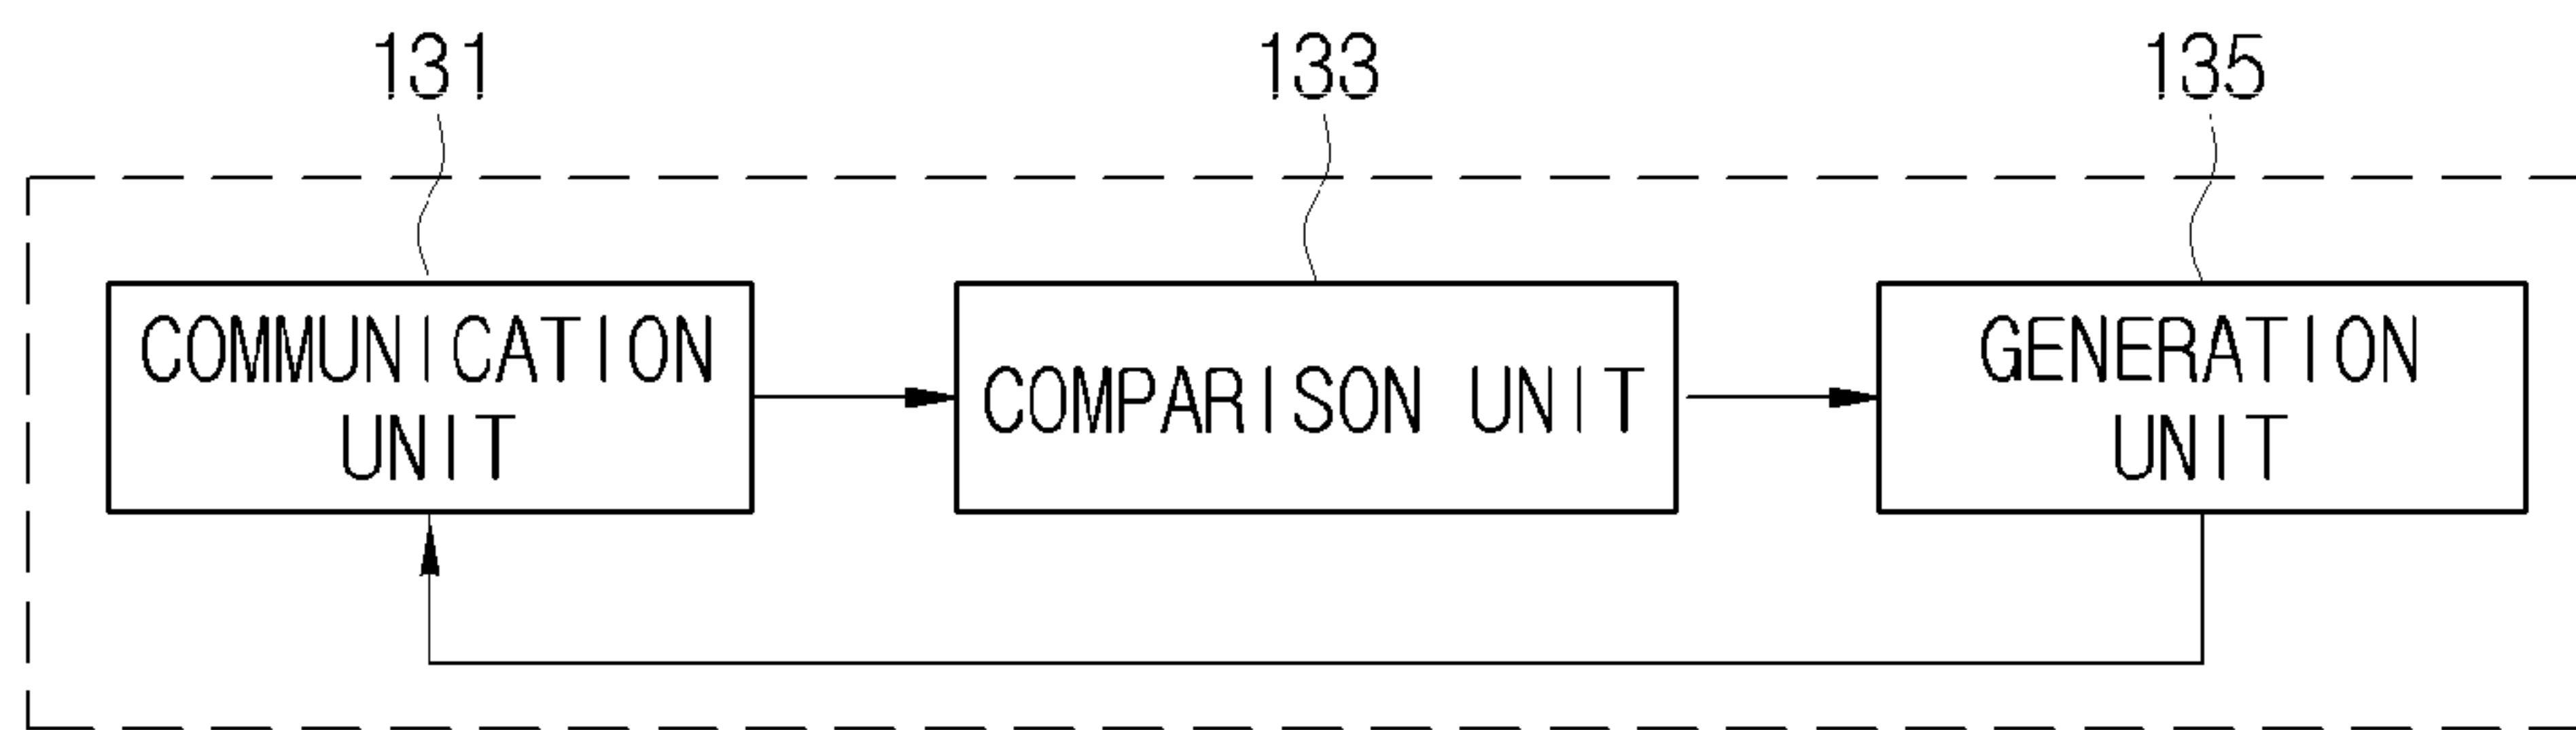 131
133
135
COMMUNICATION
UNIT
COMPARISON UNIT
GENERATION
UNIT